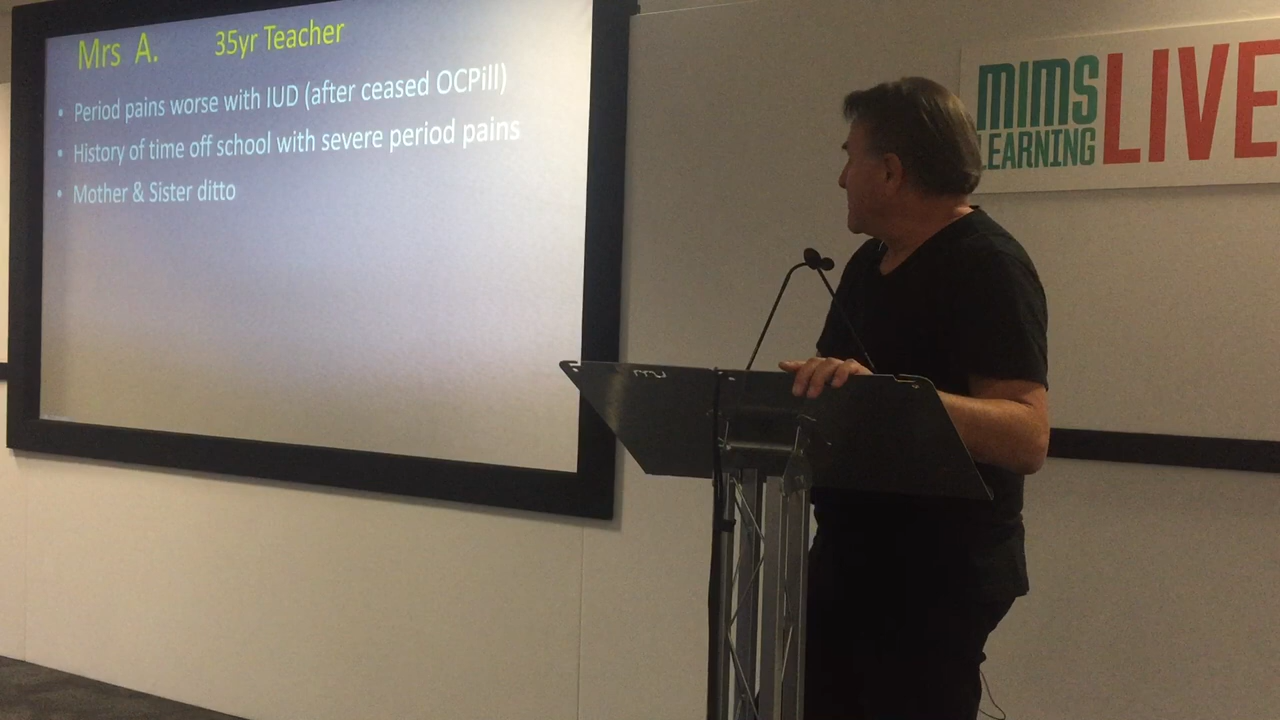 Mrs A. 35yr Teacher
• Period pains worse with IUD (after ceased OCPill)
• History of time off school with severe period pains
• Mother & Sister ditto
MIMS
LEARNING
LIVE